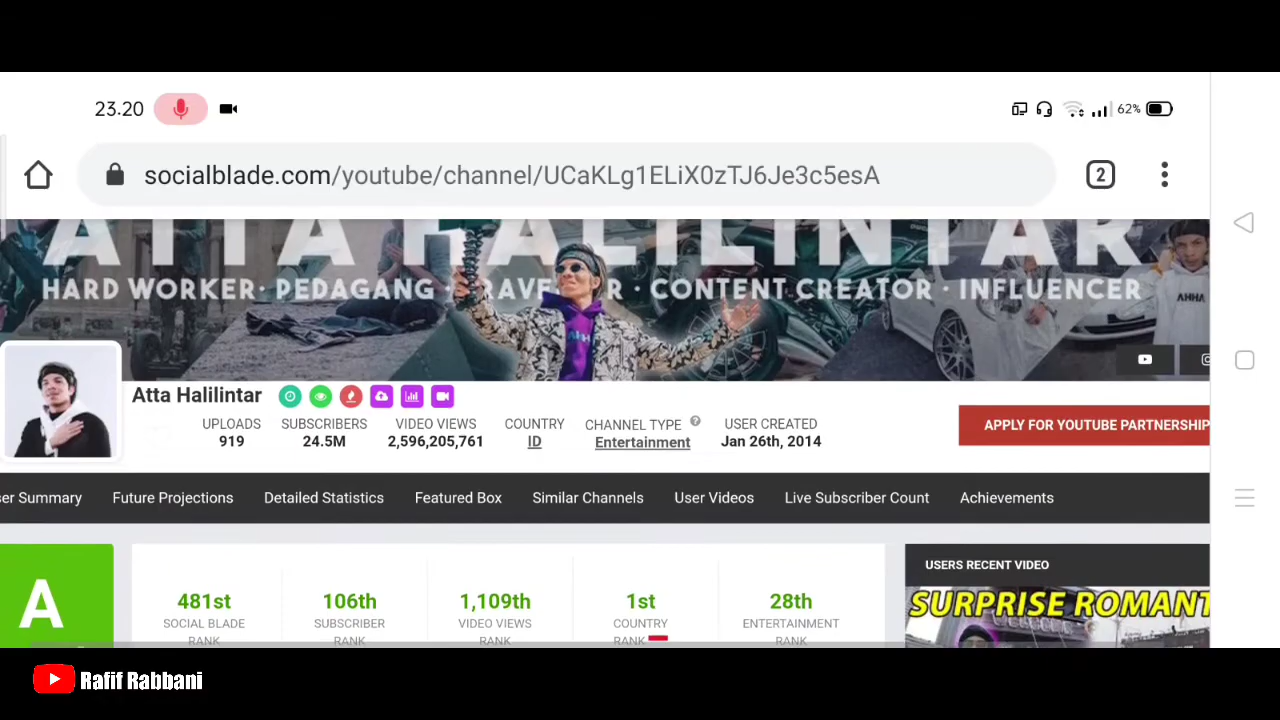 23.20
62%
socialblade.com/youtube/channel/UCaKLg1ELiX0zTJ6Je3c5esA
2
ATTA HALILINTAR
HARD WORKER · PEDAGANG · CONTENT CREATOR · INFLUENCER
AHHA
Atta Halilintar
UPLOADS SUBSCRIBERS VIDEO VIEWS COUNTRY CHANNEL TYPE ? USER CREATED
919 24.5M 2,596,205,761 ID Entertainment Jan 26th, 2014
APPLY FOR YOUTUBE PARTNERSHIP
ser Summary Future Projections Detailed Statistics Featured Box Similar Channels User Videos Live Subscriber Count Achievements
A
481st 106th 1,109th 1st 28th
SOCIAL BLADE SUBSCRIBER VIDEO VIEWS COUNTRY ENTERTAINMENT
RANK RANK RANK RANK RANK
USERS RECENT VIDEO
SURPRISE ROMANT
Rafif Rabbani